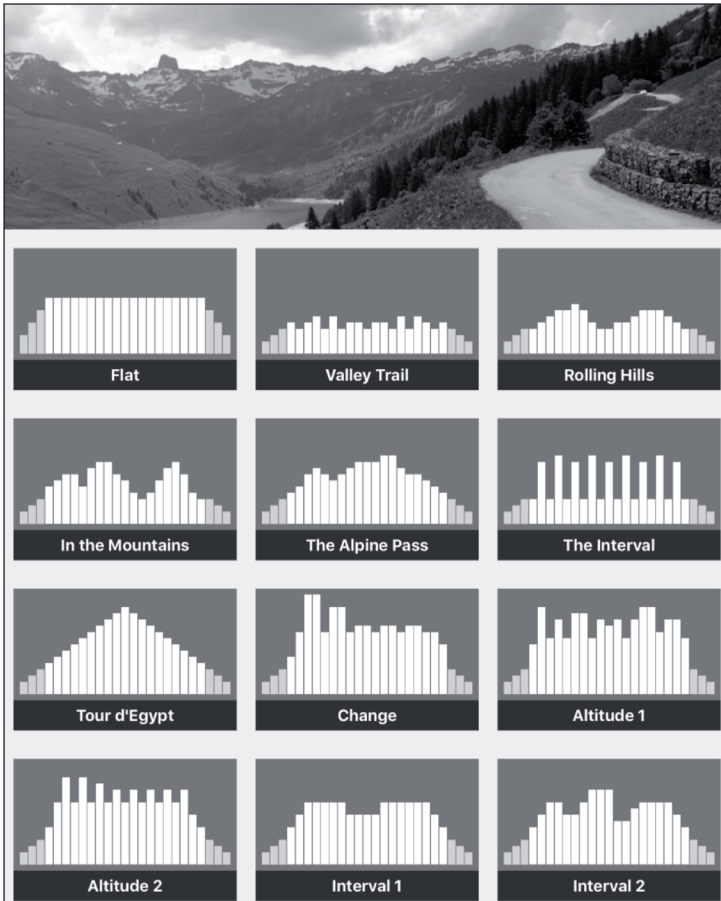 Flat
Valley Trail
Rolling Hills
In the Mountains
The Alpine Pass
The Interval
Tour d'Egypt
Change
Altitude 1
Altitude 2
Interval 1
Interval 2